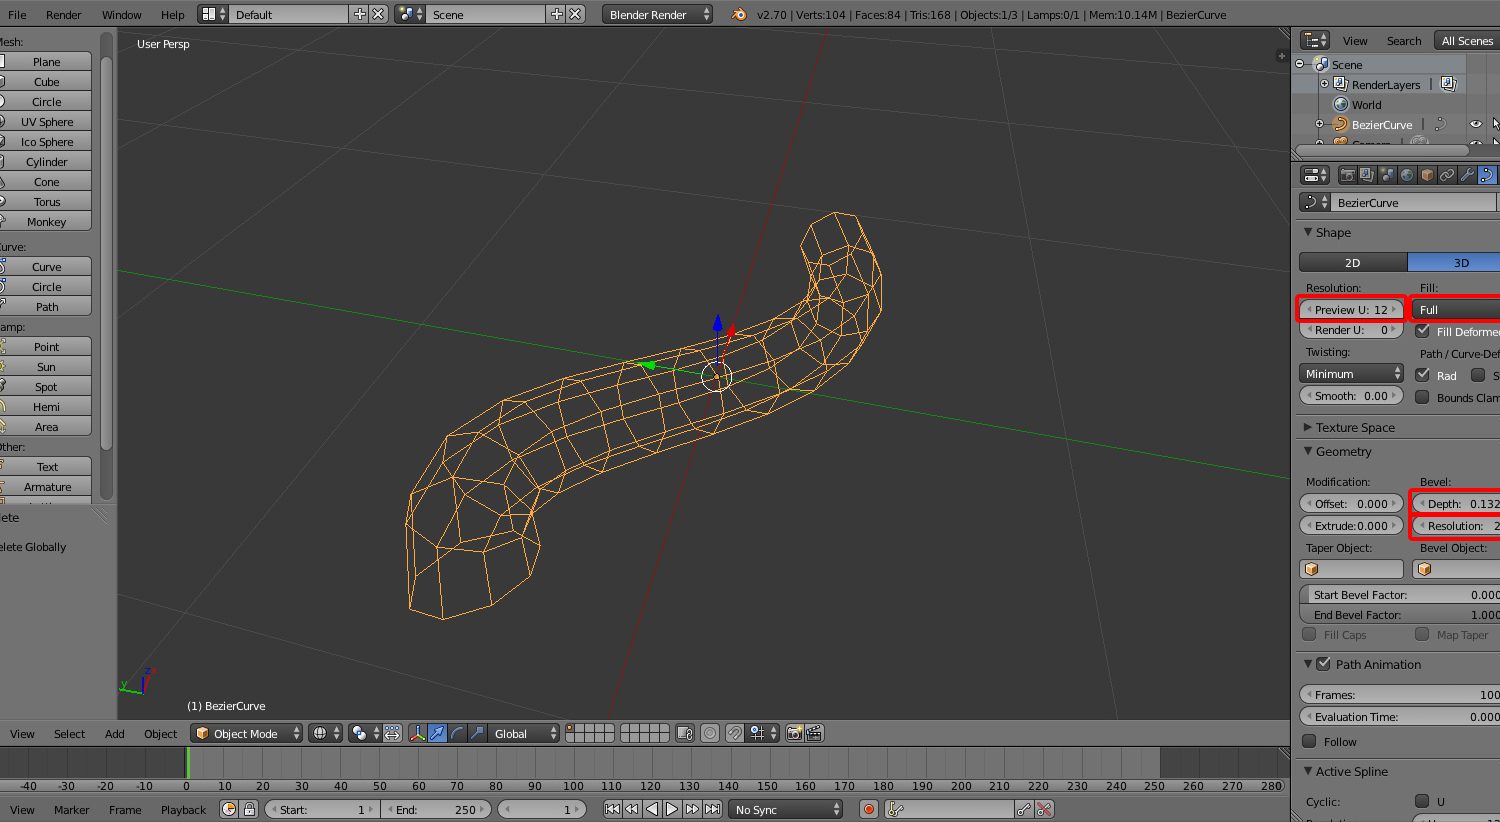 File Render Window Help Default Scene Blender Render v2.70 | Verts:104 | Faces:84 | Tris:168 | Objects:1/3 | Lamps:0/1 | Mem:10.14M | BezierCurve
Mesh:
Plane
Cube
Circle
UV Sphere
Ico Sphere
Cylinder
Cone
Torus
Monkey
urve:
Curve
Circle
Path
amp:
Point
Sun
Spot
Hemi
Area
ther:
Text
Armature
lete
elete Globally
User Persp
z
y
(1) BezierCurve
View Search All Scenes
Scene
RenderLayers |
World
BezierCurve |
BezierCurve
Shape
2D 3D
Resolution: Fill:
Preview U: 12 Full
Render U: 0 Fill Deforme
Twisting: Path / Curve-Def
Minimum Rad S
Smooth: 0.00 Bounds Clam
Texture Space
Geometry
Modification: Bevel:
Offset: 0.000 Depth: 0.132
Extrude:0.000 Resolution: 2
Taper Object: Bevel Object:
Start Bevel Factor: 0.000
End Bevel Factor: 1.000
Fill Caps Map Taper
Path Animation
Frames: 100
Evaluation Time: 0.000
Follow
Active Spline
Cyclic: U
View Select Add Object Object Mode Global
-40 -30 -20 -10 0 10 20 30 40 50 60 70 80 90 100 110 120 130 140 150 160 170 180 190 200 210 220 230 240 250 260 270 280
View Marker Frame Playback Start: 1 End: 250 1 No Sync